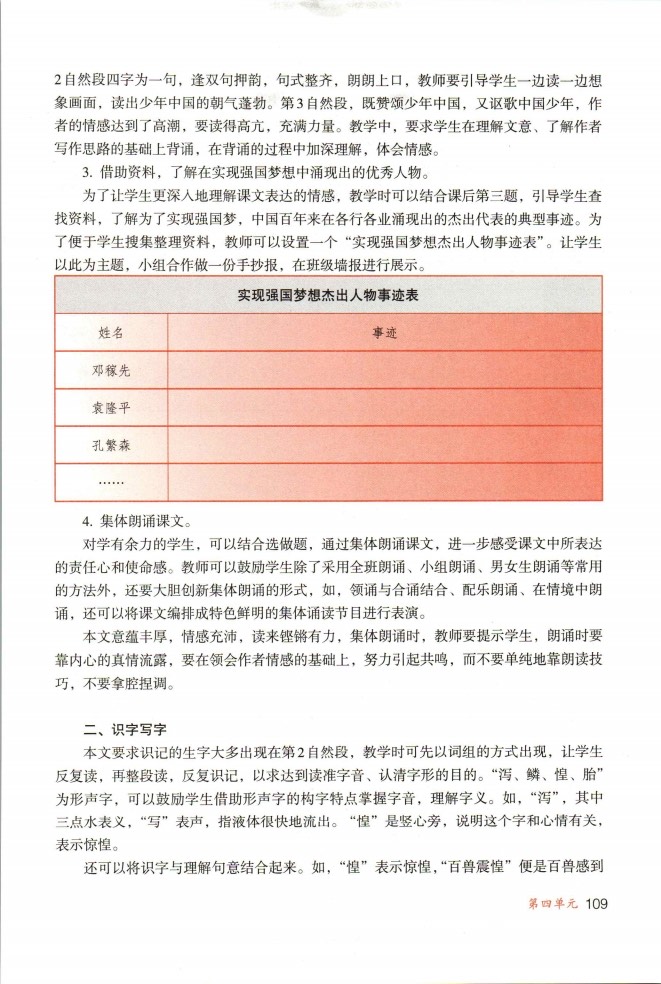 2自然段四字为一句，逢双句押韵，句式整齐，朗朗上口，教师要引导学生一边读一边想
象画面，读出少年中国的朝气蓬勃。第3自然段，既赞颂少年中国，又讴歌中国少年，作
者的情感达到了高潮，要读得高亢，充满力量。教学中，要求学生在理解文意、了解作者
写作思路的基础上背诵，在背诵的过程中加深理解，体会情感。
3. 借助资料，了解在实现强国梦想中涌现出的优秀人物。
为了让学生更深入地理解课文表达的情感，教学时可以结合课后第三题，引导学生查
找资料，了解为了实现强国梦，中国百年来在各行各业涌现出的杰出代表的典型事迹。为
了便于学生搜集整理资料，教师可以设置一个“实现强国梦想杰出人物事迹表”。让学生
以此为主题，小组合作做一份手抄报，在班级墙报进行展示。
实现强国梦想杰出人物事迹表
姓名 事迹
邓稼先
袁隆平
孔繁森
……
4. 集体朗诵课文。
对学有余力的学生，可以结合选做题，通过集体朗诵课文，进一步感受课文中所表达
的责任心和使命感。教师可以鼓励学生除了采用全班朗诵、小组朗诵、男女生朗诵等常用
的方法外，还要大胆创新集体朗诵的形式，如，领诵与合诵结合、配乐朗诵、在情境中朗
诵，还可以将课文编排成特色鲜明的集体诵读节目进行表演。
本文意蕴丰厚，情感充沛，读来铿锵有力，集体朗诵时，教师要提示学生，朗诵时要
靠内心的真情流露，要在领会作者情感的基础上，努力引起共鸣，而不要单纯地靠朗读技
巧，不要拿腔捏调。
二、识字写字
本文要求识记的生字大多出现在第2自然段，教学时可先以词组的方式出现，让学生
反复读，再整段读，反复识记，以求达到读准字音、认清字形的目的。“泻、鳞、惶、胎”
为形声字，可以鼓励学生借助形声字的构字特点掌握字音，理解字义。如，“泻”，其中
三点水表义，“写”表声，指液体很快地流出。“惶”是竖心旁，说明这个字和心情有关，
表示惊惶。
还可以将识字与理解句意结合起来。如，“惶”表示惊惶，“百兽震惶”便是百兽感到
第四单元 109